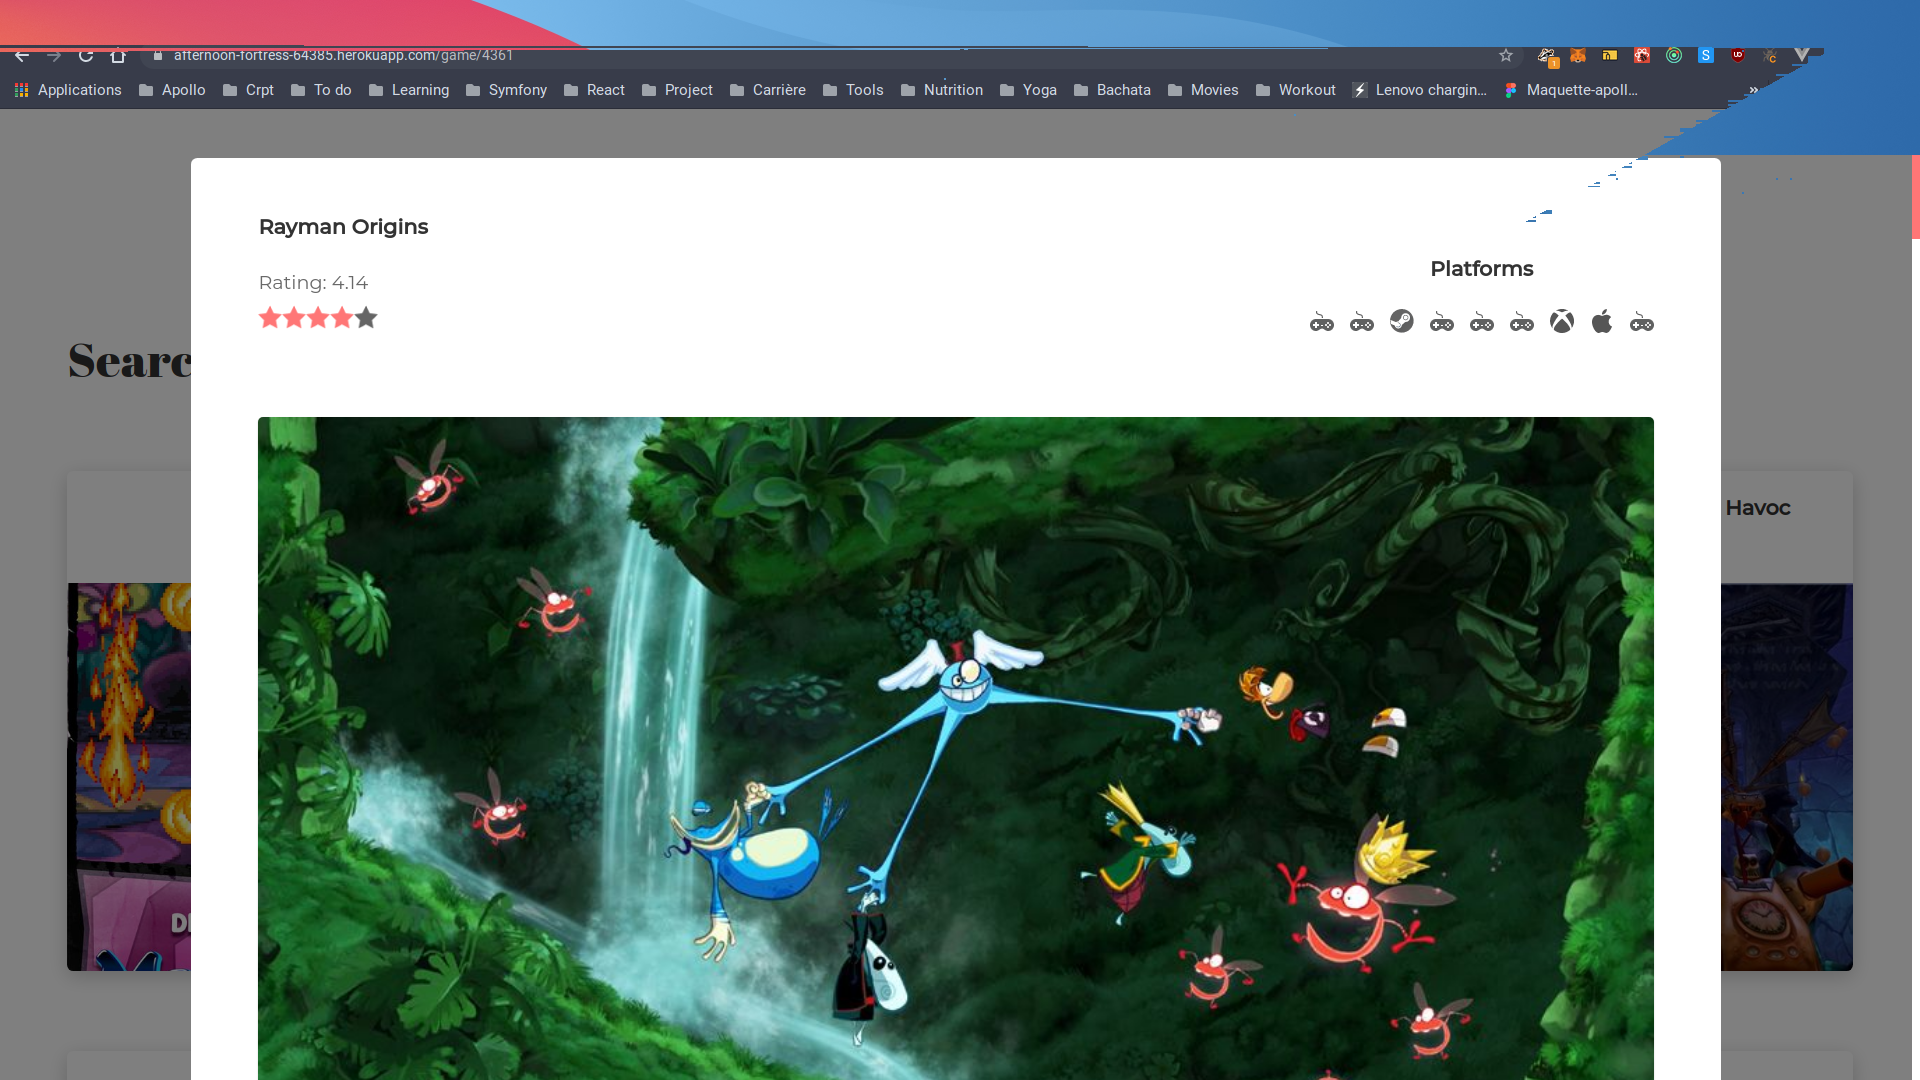 afternoon-fortress-64385.herokuapp.com/game/4361
Applications Apollo Crpt To do Learning Symfony React Project Carrière Tools Nutrition Yoga Bachata Movies Workout Lenovo chargin... Maquette-apoll... »
Rayman Origins
Platforms
Rating: 4.14
Searc
Havoc